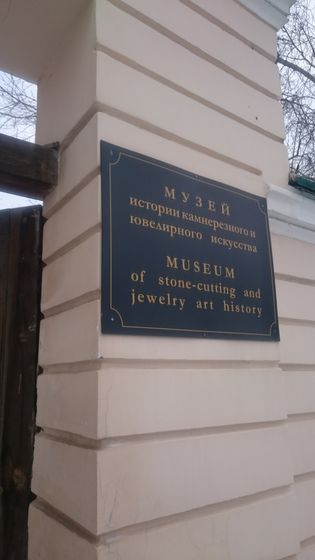 МУЗЕЙ
истории камнерезного и
ювелирного искусства
MUSEUM
of stone-cutting and
jewelry art history